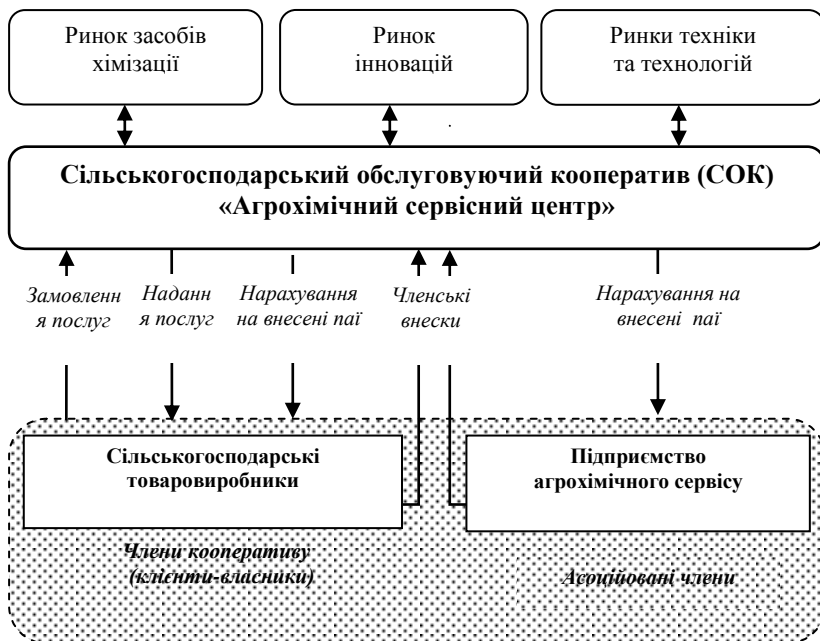 Ринок засобів
хімізації
Ринок
інновацій
Ринки техніки
та технологій
Сільськогосподарський обслуговуючий кооператив (СОК)
«Агрохімічний сервісний центр»
Замовленн
я послуг
Наданн
я послуг
Нарахування
на внесені паї
Членські
внески
Нарахування на
внесені паї
Сільськогосподарські
товаровиробники
Підприємство
агрохімічного сервісу
Члени кооперативу
(клієнти-власники)
Асоційовані члени